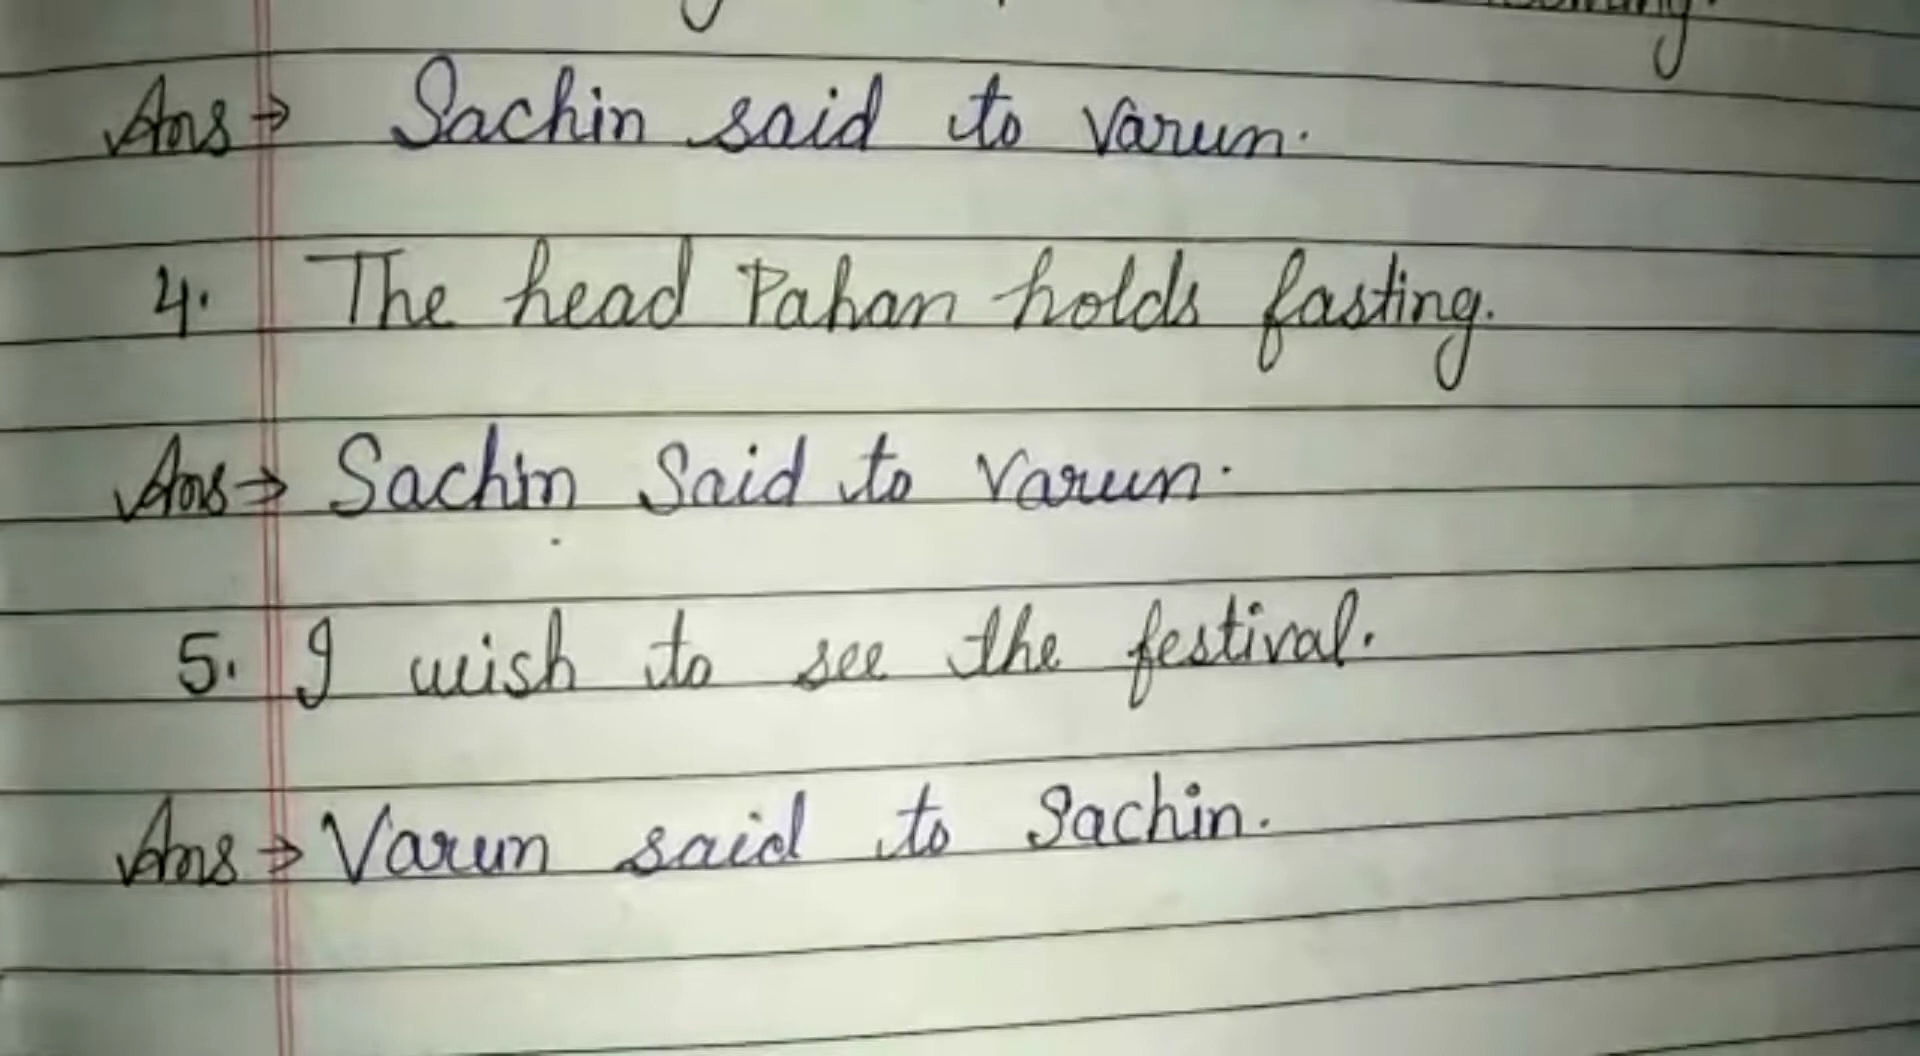 Ans → Sachin said to Varun.
4. The head Pahan holds fasting.
Ans → Sachin Said to Varun.
5. I wish to see the festival.
Ans → Varun said to Sachin.